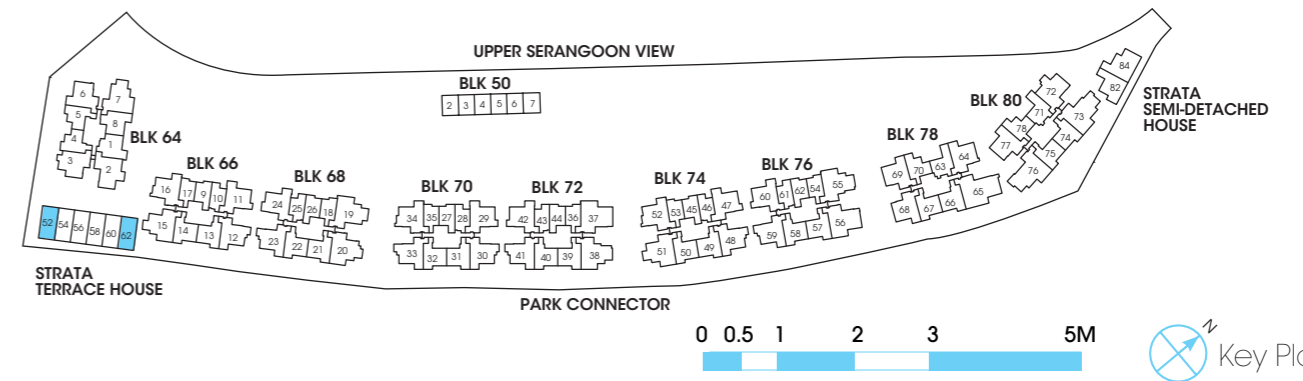 UPPER SERANGOON VIEW
BLK 50
2 3 4 5 6 7
BLK 64
6 7
5 8
4 1
3 2
BLK 66
16 17 9 10 11
15 14 13 12
BLK 68
24 25 26 18 19
23 22 21 20
BLK 70
34 35 27 28 29
33 32 31 30
BLK 72
42 43 44 36 37
41 40 39 38
BLK 74
52 53 45 46 47
51 50 49 48
BLK 76
60 61 62 54 55
59 58 57 56
BLK 78
69 70 63 64
68 67 66 65
BLK 80
72
71 73
78 74
77 75
76
84
82
STRATA
SEMI-DETACHED
HOUSE
52 54 56 58 60 62
STRATA
TERRACE HOUSE
PARK CONNECTOR
0 0.5 1 2 3 5M
N
Key Pla